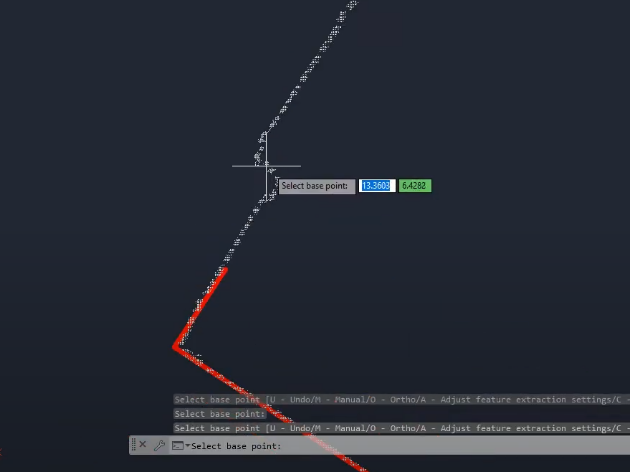 Select base point: 13.3603 6.4282
Select base point [U - Undo/M - Manual/O - Ortho/A - Adjust feature extraction settings/C -
Select base point:
Select base point [U - Undo/M - Manual/O - Ortho/A - Adjust feature extraction settings/C -
Select base point: